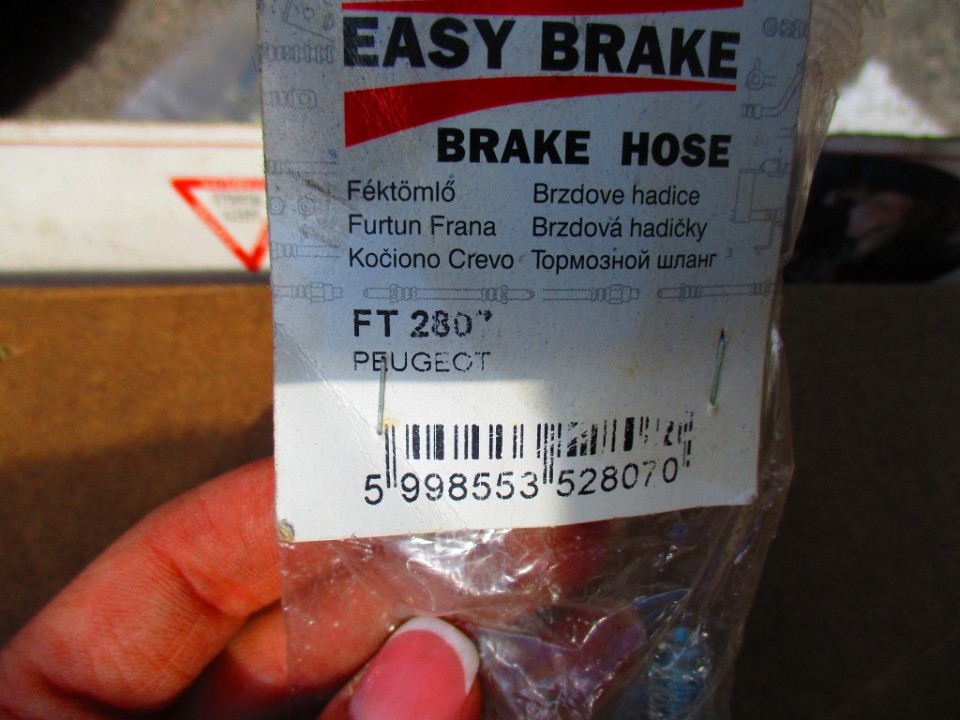 EASY BRAKE
BRAKE HOSE
Féktömlő Brzdove hadice
Furtun Frana Brzdová hadičky
Kočiono Crevo Тормозной шланг
FT
PEUGEOT
5 998553 528070